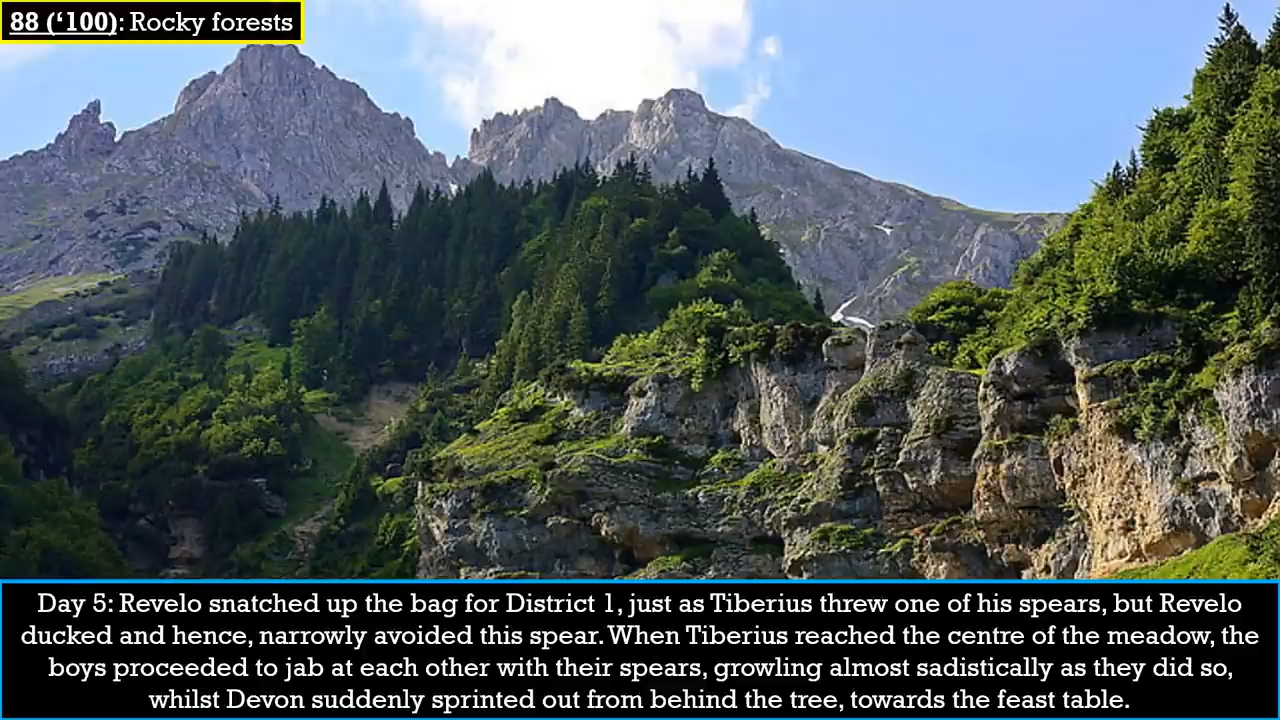 88 (‘100): Rocky forests
Day 5: Revelo snatched up the bag for District 1, just as Tiberius threw one of his spears, but Revelo
ducked and hence, narrowly avoided this spear. When Tiberius reached the centre of the meadow, the
boys proceeded to jab at each other with their spears, growling almost sadistically as they did so,
whilst Devon suddenly sprinted out from behind the tree, towards the feast table.